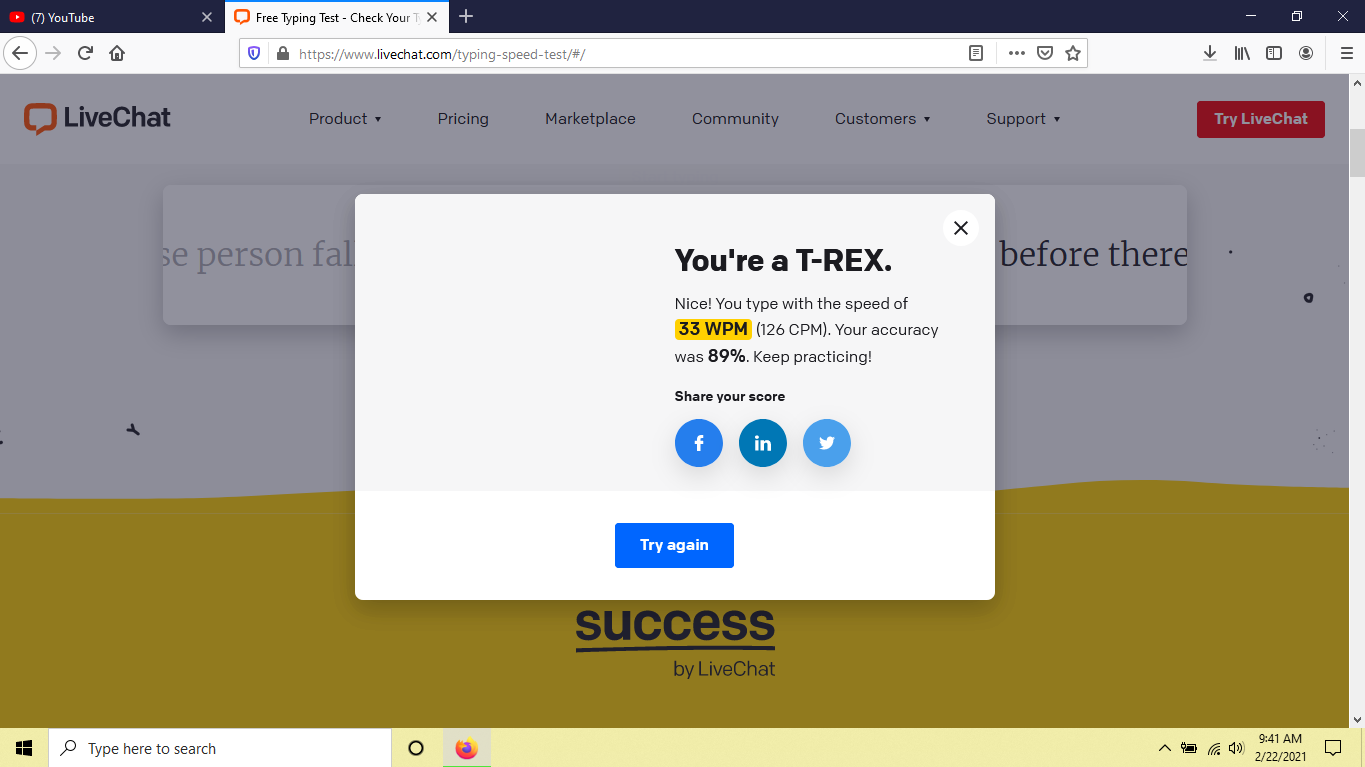 (7) YouTube
Free Typing Test - Check Your Ty
https://www.livechat.com/typing-speed-test/#/
LiveChat
Product
Pricing
Marketplace
Community
Customers
Support
Try LiveChat
se person fal
before there
You're a T-REX.
Nice! You type with the speed of
33 WPM (126 CPM). Your accuracy
was 89%. Keep practicing!
Share your score
f
in
Try again
success
by LiveChat
Type here to search
9:41 AM
2/22/2021